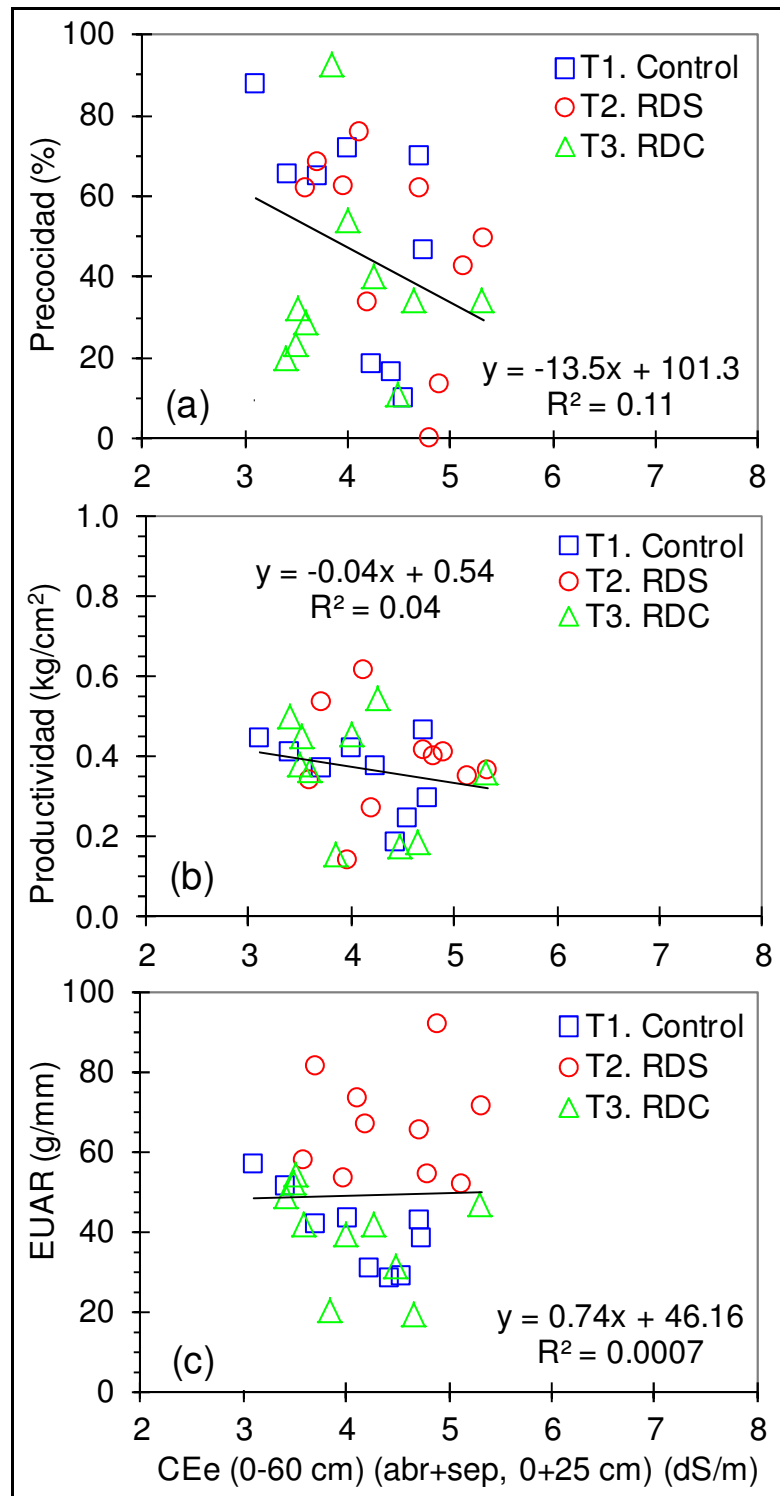 100
80
60
40
20
0
Precocidad (%)
T1. Control
T2. RDS
T3. RDC
y = -13.5x + 101.3
R² = 0.11
(a)
2 3 4 5 6 7 8
1.0
0.8
0.6
0.4
0.2
0.0
Productividad (kg/cm²)
T1. Control
T2. RDS
T3. RDC
y = -0.04x + 0.54
R² = 0.04
(b)
2 3 4 5 6 7 8
100
80
60
40
20
0
EUAR (g/mm)
T1. Control
T2. RDS
T3. RDC
y = 0.74x + 46.16
R² = 0.0007
(c)
2 3 4 5 6 7 8
CEe (0-60 cm) (abr+sep, 0+25 cm) (dS/m)